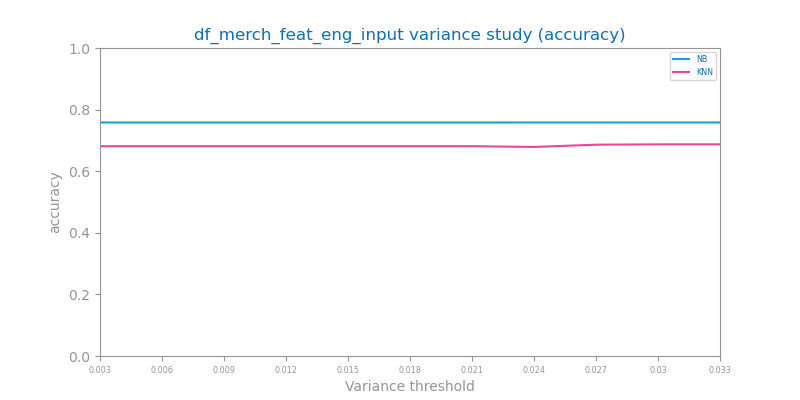 df_merch_feat_eng_input variance study (accuracy)
NB
KNN
1.0
0.8
0.6
0.4
0.2
0.0
accuracy
0.003 0.006 0.009 0.012 0.015 0.018 0.021 0.024 0.027 0.03 0.033
Variance threshold